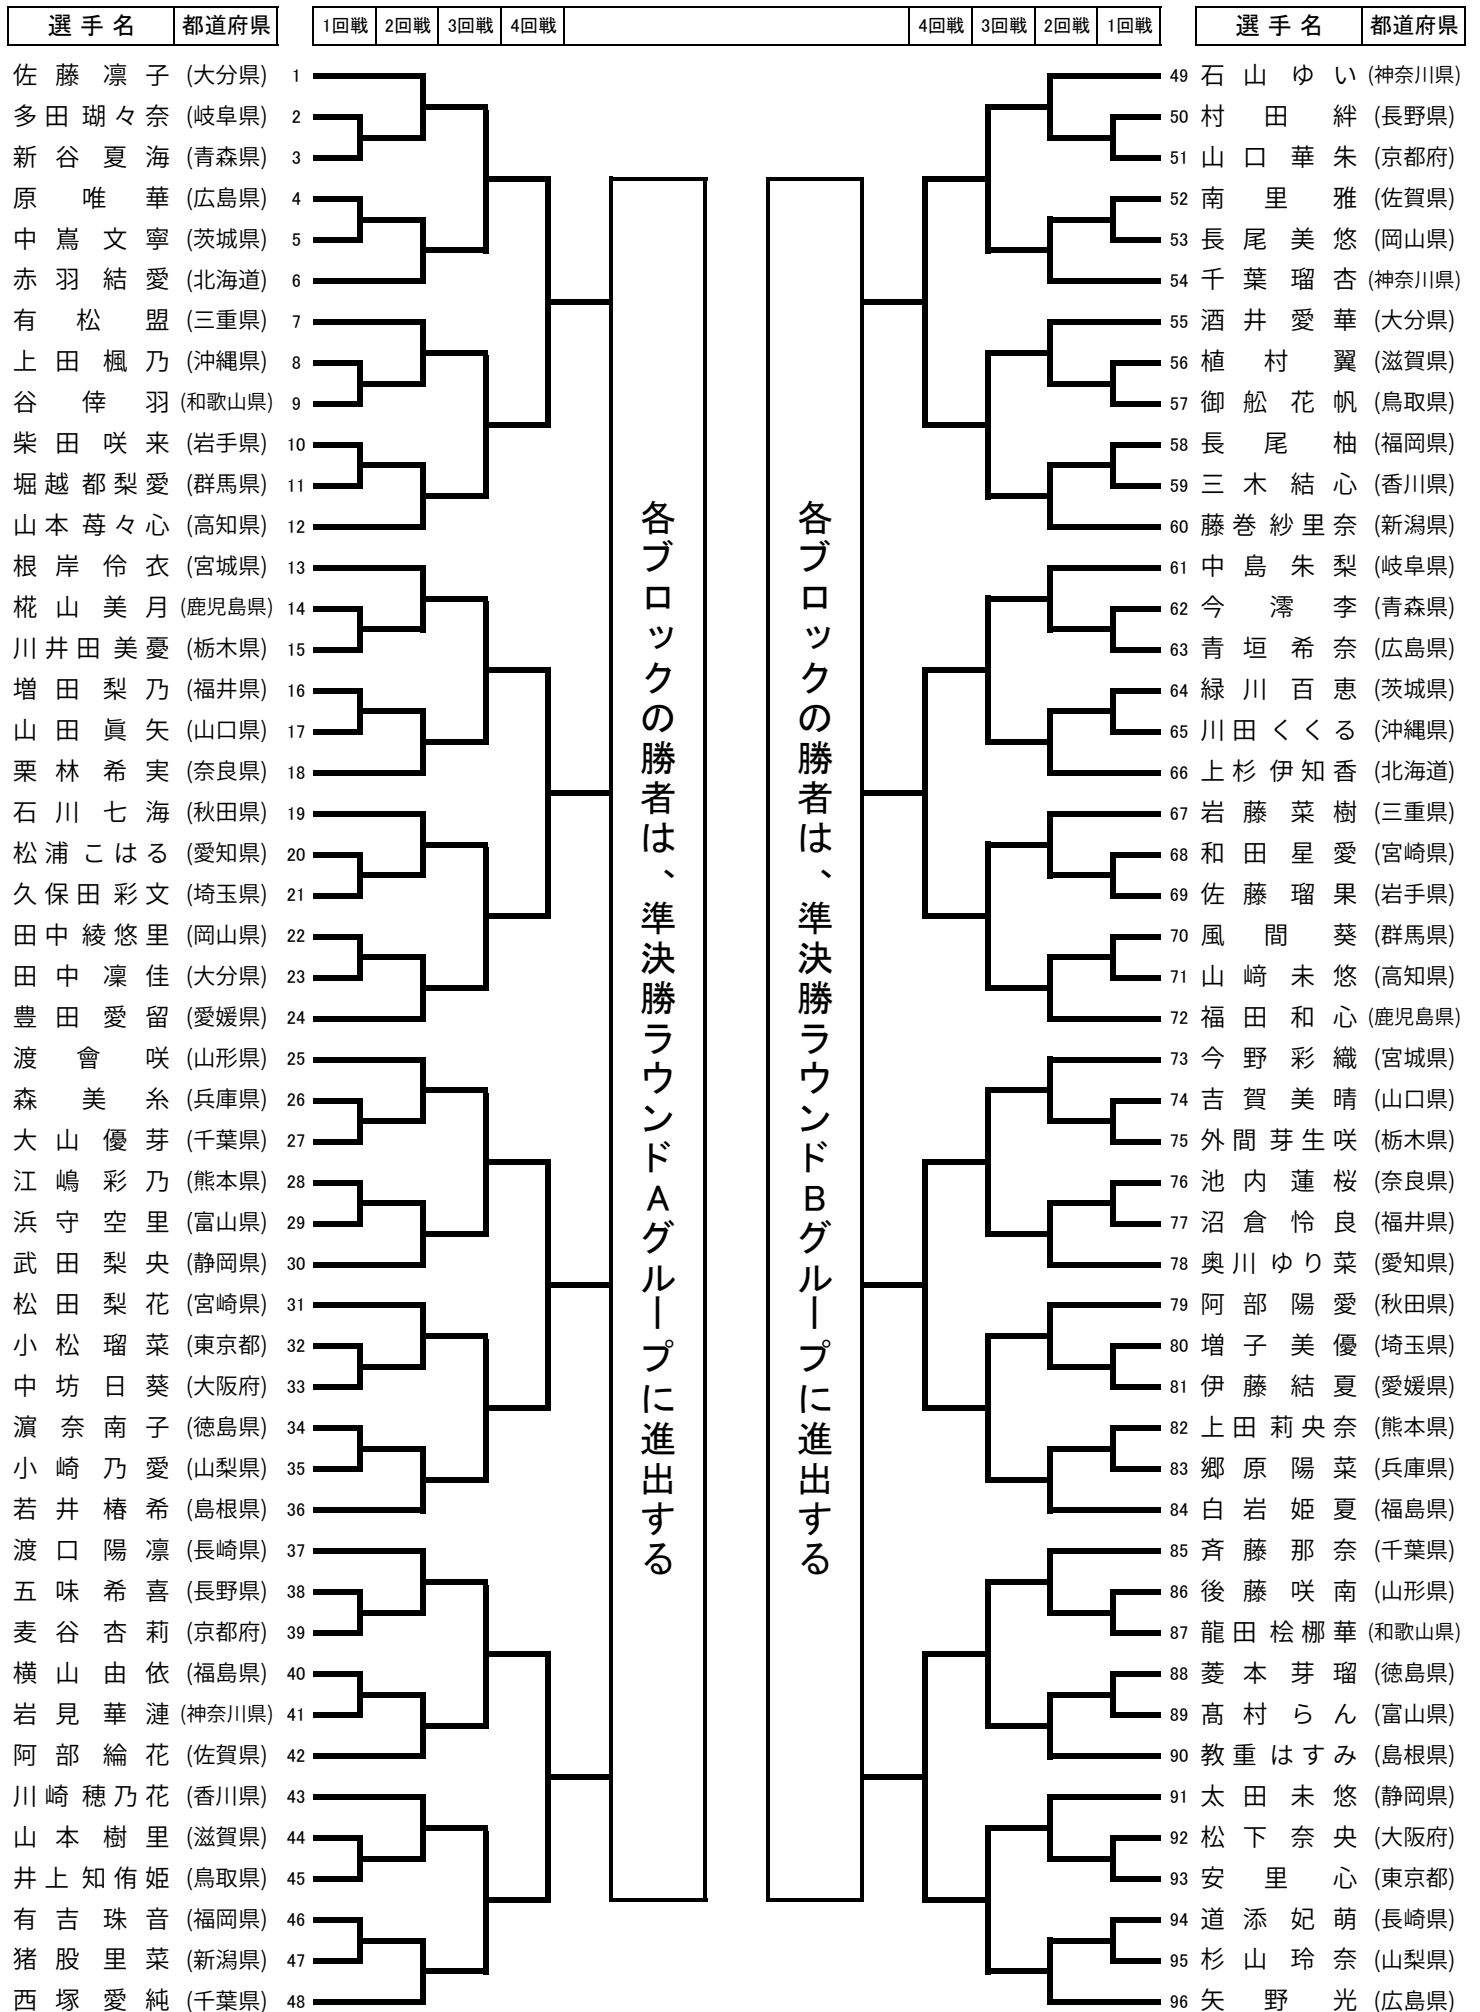 選手名 都道府県 1回戦 2回戦 3回戦 4回戦 4回戦 3回戦 2回戦 1回戦 選手名 都道府県
佐藤凛子 (大分県) 1
多田瑚々奈 (岐阜県) 2
新谷夏海 (青森県) 3
原唯華 (広島県) 4
中嶌文寧 (茨城県) 5
赤羽結愛 (北海道) 6
有松盟 (三重県) 7
上田楓乃 (沖縄県) 8
谷倖羽 (和歌山県) 9
柴田咲来 (岩手県) 10
堀越都梨愛 (群馬県) 11
山本苺々心 (高知県) 12
根岸伶衣 (宮城県) 13
椛山美月 (鹿児島県) 14
川井田美憂 (栃木県) 15
増田梨乃 (福井県) 16
山田眞矢 (山口県) 17
栗林希実 (奈良県) 18
石川七海 (秋田県) 19
松浦こはる (愛知県) 20
久保田彩文 (埼玉県) 21
田中綾悠里 (岡山県) 22
田中凜佳 (大分県) 23
豊田愛留 (愛媛県) 24
渡會咲 (山形県) 25
森美糸 (兵庫県) 26
大山優芽 (千葉県) 27
江嶋彩乃 (熊本県) 28
浜守空里 (富山県) 29
武田梨央 (静岡県) 30
松田梨花 (宮崎県) 31
小松瑠菜 (東京都) 32
中坊日葵 (大阪府) 33
濵奈南子 (徳島県) 34
小崎乃愛 (山梨県) 35
若井椿希 (島根県) 36
渡口陽凛 (長崎県) 37
五味希喜 (長野県) 38
麦谷杏莉 (京都府) 39
横山由依 (福島県) 40
岩見華漣 (神奈川県) 41
阿部綸花 (佐賀県) 42
川崎穂乃花 (香川県) 43
山本樹里 (滋賀県) 44
井上知侑姫 (鳥取県) 45
有吉珠音 (福岡県) 46
猪股里菜 (新潟県) 47
西塚愛純 (千葉県) 48
各ブロックの勝者は、準決勝ラウンドAグループに進出する
各ブロックの勝者は、準決勝ラウンドBグループに進出する
49 石山ゆい (神奈川県)
50 村田絆 (長野県)
51 山口華朱 (京都府)
52 南里雅 (佐賀県)
53 長尾美悠 (岡山県)
54 千葉瑠杏 (神奈川県)
55 酒井愛華 (大分県)
56 植村翼 (滋賀県)
57 御舩花帆 (鳥取県)
58 長尾柚 (福岡県)
59 三木結心 (香川県)
60 藤巻紗里奈 (新潟県)
61 中島朱梨 (岐阜県)
62 今澪李 (青森県)
63 青垣希奈 (広島県)
64 緑川百恵 (茨城県)
65 川田くくる (沖縄県)
66 上杉伊知香 (北海道)
67 岩藤菜樹 (三重県)
68 和田星愛 (宮崎県)
69 佐藤瑠果 (岩手県)
70 風間葵 (群馬県)
71 山﨑未悠 (高知県)
72 福田和心 (鹿児島県)
73 今野彩織 (宮城県)
74 吉賀美晴 (山口県)
75 外間芽生咲 (栃木県)
76 池内蓮桜 (奈良県)
77 沼倉怜良 (福井県)
78 奥川ゆり菜 (愛知県)
79 阿部陽愛 (秋田県)
80 増子美優 (埼玉県)
81 伊藤結夏 (愛媛県)
82 上田莉央奈 (熊本県)
83 郷原陽菜 (兵庫県)
84 白岩姫夏 (福島県)
85 斉藤那奈 (千葉県)
86 後藤咲南 (山形県)
87 龍田桧梛華 (和歌山県)
88 菱本芽瑠 (徳島県)
89 髙村らん (富山県)
90 教重はすみ (島根県)
91 太田未悠 (静岡県)
92 松下奈央 (大阪府)
93 安里心 (東京都)
94 道添妃萌 (長崎県)
95 杉山玲奈 (山梨県)
96 矢野光 (広島県)